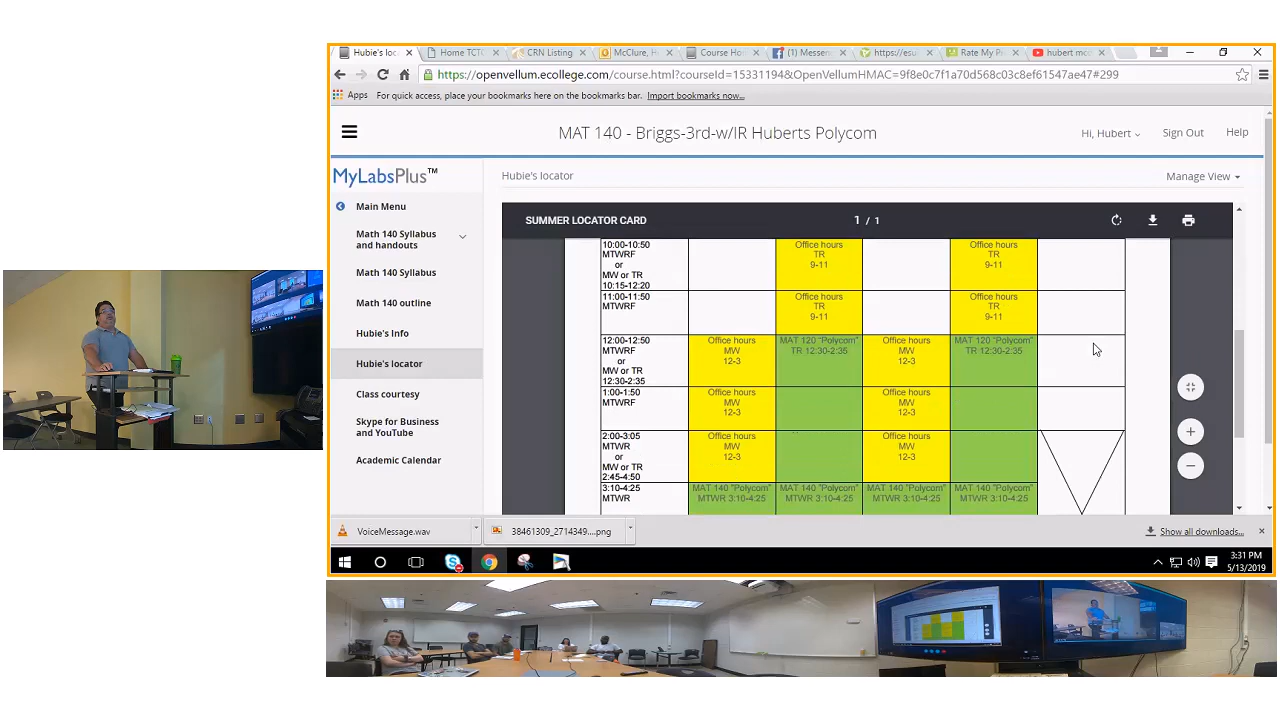 Hubie's loc
Home TCTC
CRN Listing
McClure, H
Course Ho
(1) Messen
https://esu
Rate My P
hubert mc
https://openvellum.ecollege.com/course.html?courseId=15331194&OpenVellumHMAC=9f8e0c7f1a70d568c03c8ef61547ae47#299
Apps For quick access, place your bookmarks here on the bookmarks bar. Import bookmarks now...
MAT 140 - Briggs-3rd-w/IR Huberts Polycom
Hi, Hubert
Sign Out
Help
MyLabsPlus™
Hubie's locator
Manage View
Main Menu
Math 140 Syllabus
and handouts
Math 140 Syllabus
Math 140 outline
Hubie's Info
Hubie's locator
Class courtesy
Skype for Business
and YouTube
Academic Calendar
SUMMER LOCATOR CARD
1 / 1
10:00-10:50
MTWRF
or
MW or TR
10:15-12:20
Office hours
TR
9-11
Office hours
TR
9-11
11:00-11:50
MTWRF
Office hours
TR
9-11
Office hours
TR
9-11
12:00-12:50
MTWRF
or
MW or TR
12:30-2:35
Office hours
MW
12-3
MAT 120 "Polycom"
TR 12:30-2:35
Office hours
MW
12-3
MAT 120 "Polycom"
TR 12:30-2:35
1:00-1:50
MTWRF
Office hours
MW
12-3
Office hours
MW
12-3
2:00-3:05
MTWR
or
MW or TR
2:45-4:50
Office hours
MW
12-3
Office hours
MW
12-3
3:10-4:25
MTWR
MAT 140 "Polycom"
MTWR 3:10-4:25
MAT 140 "Polycom"
MTWR 3:10-4:25
MAT 140 "Polycom"
MTWR 3:10-4:25
MAT 140 "Polycom"
MTWR 3:10-4:25
VoiceMessage.wav
38461309_2714349....png
Show all downloads...
3:31 PM
5/13/2019